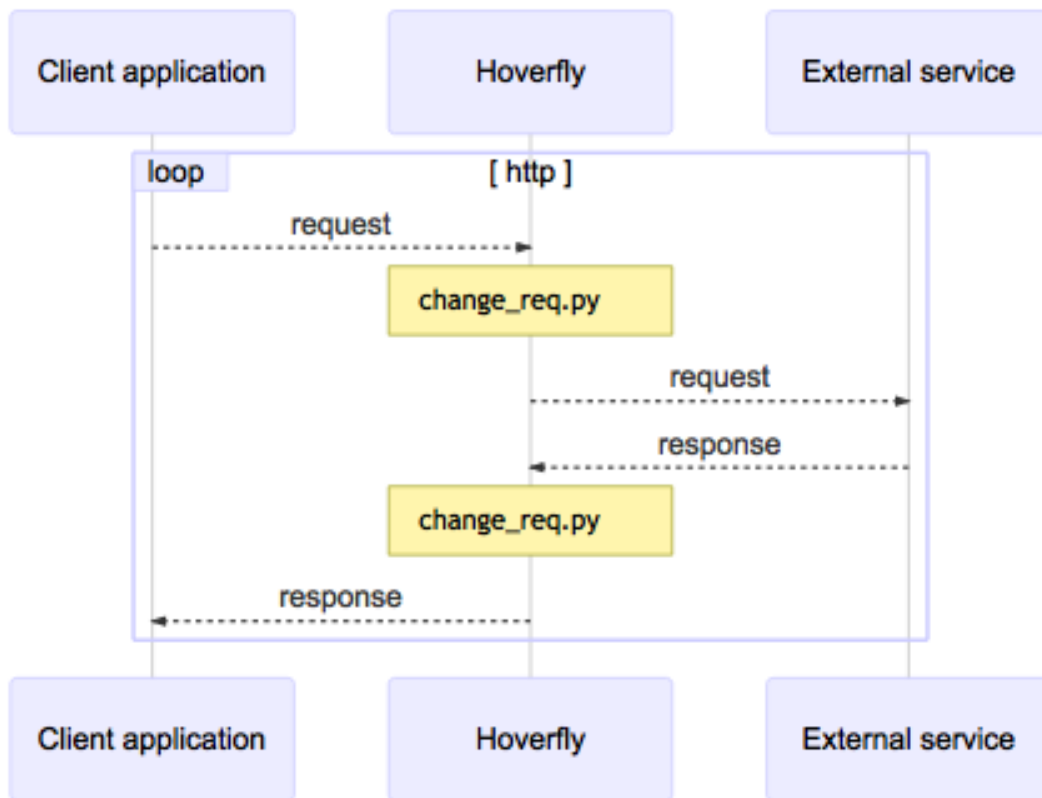 Client application
Hoverfly
External service
loop
[ http ]
request
change_req.py
request
response
change_req.py
response
Client application
Hoverfly
External service